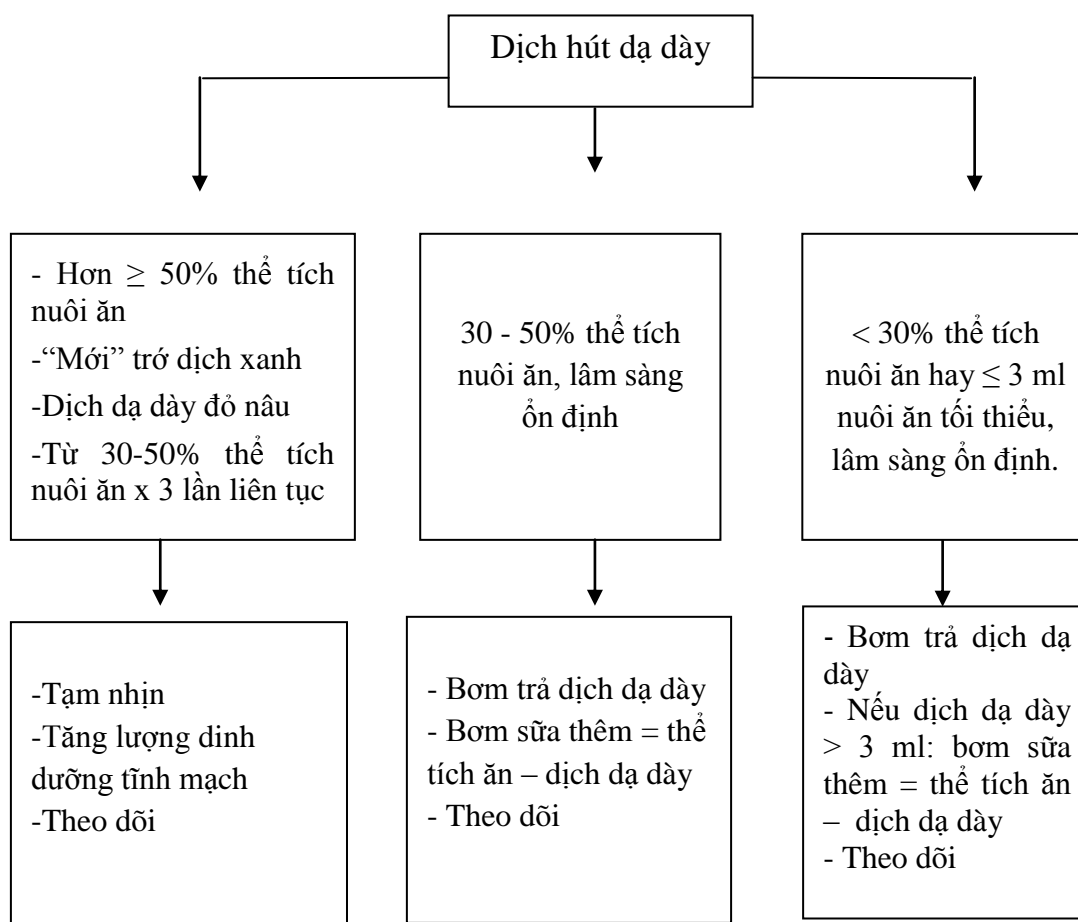 Dịch hút dạ dày
- Hơn ≥ 50% thể tích
nuôi ăn
-“Mới” trớ dịch xanh
-Dịch dạ dày đỏ nâu
-Từ 30-50% thể tích
nuôi ăn x 3 lần liên tục
30 - 50% thể tích
nuôi ăn, lâm sàng
ổn định
< 30% thể tích
nuôi ăn hay ≤ 3 ml
nuôi ăn tối thiểu,
lâm sàng ổn định.
-Tạm nhịn
-Tăng lượng dinh
dưỡng tĩnh mạch
-Theo dõi
- Bơm trả dịch dạ dày
- Bơm sữa thêm = thể
tích ăn – dịch dạ dày
- Theo dõi
- Bơm trả dịch dạ
dày
- Nếu dịch dạ dày
> 3 ml: bơm sữa
thêm = thể tích ăn
– dịch dạ dày
- Theo dõi